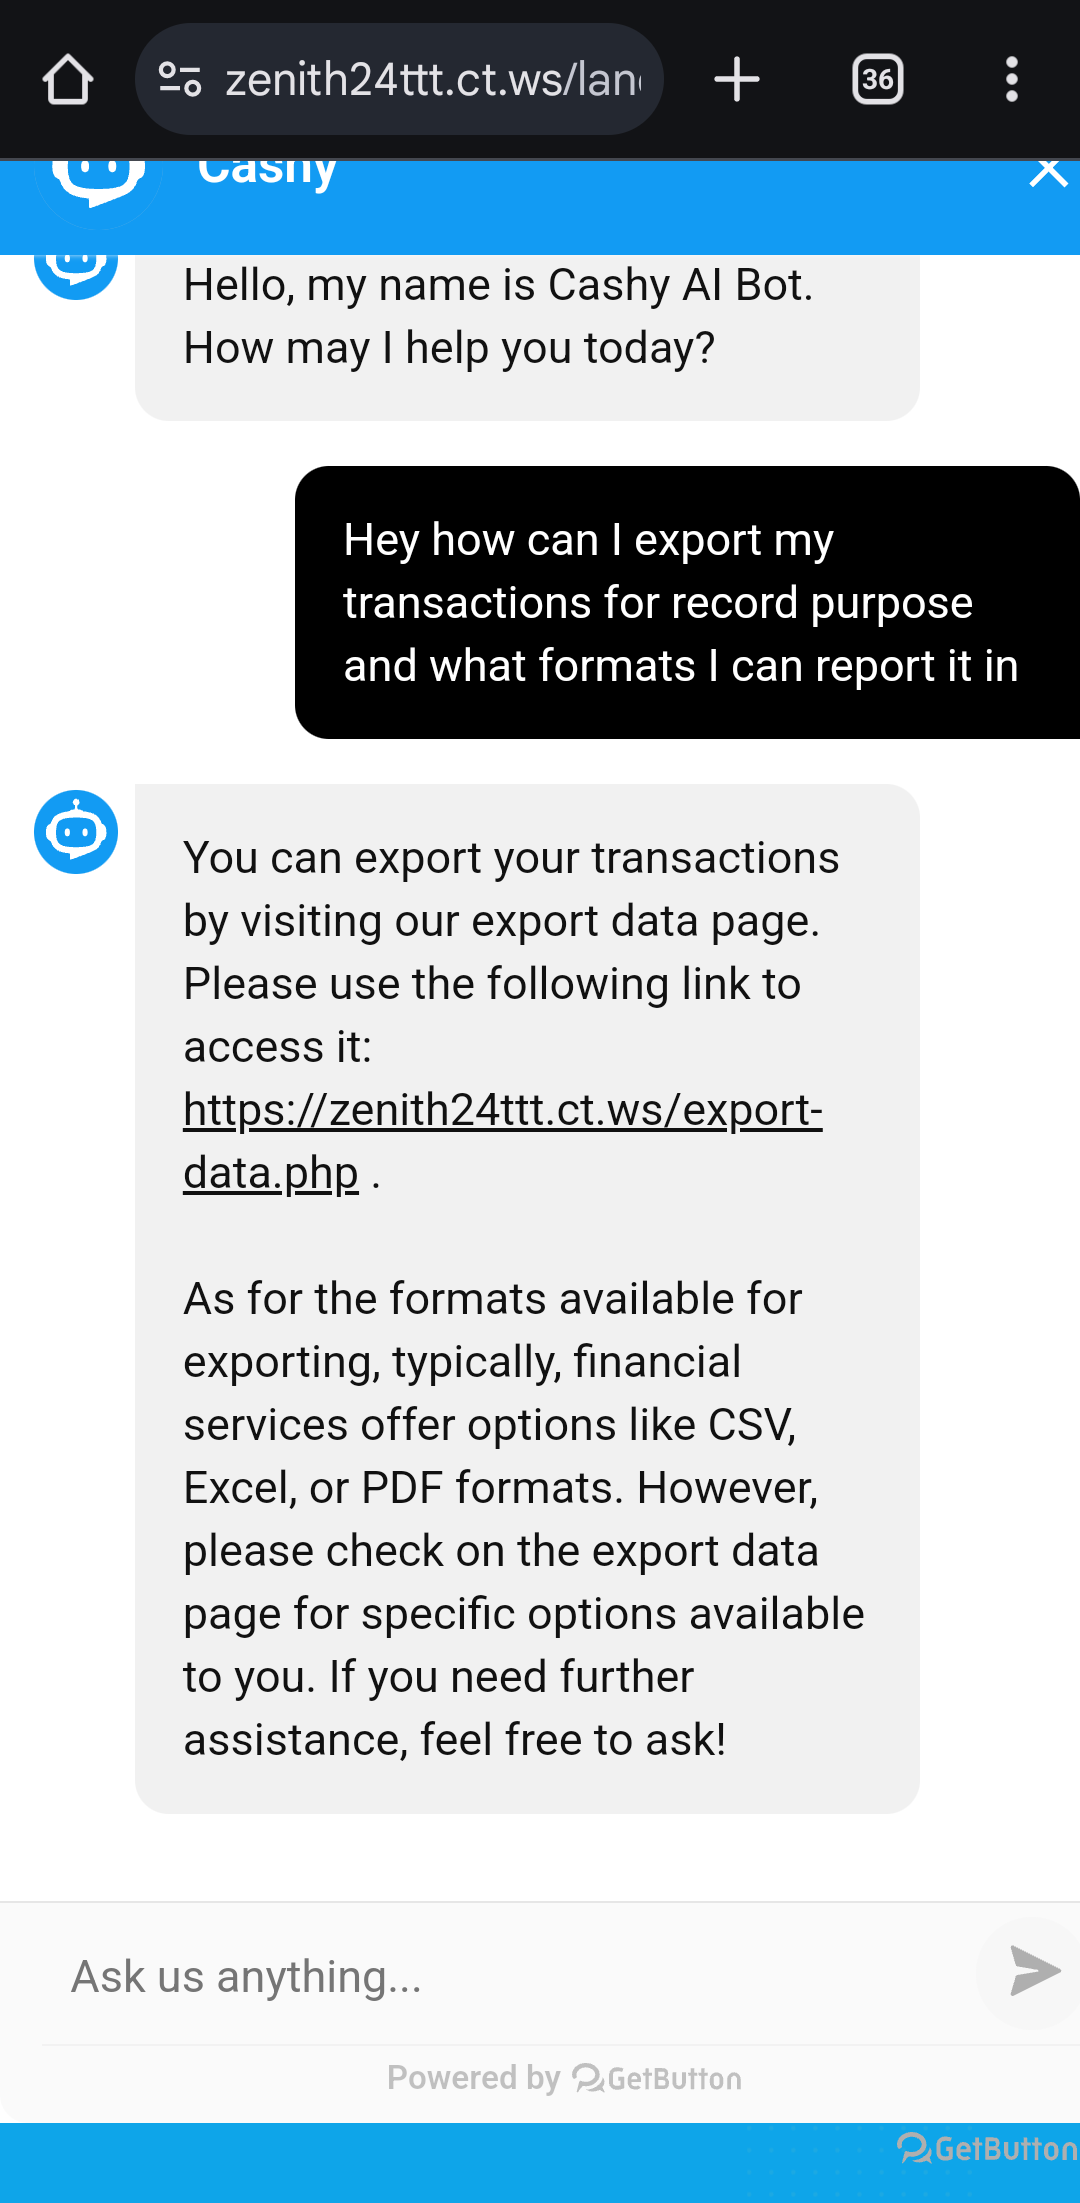 zenith24ttt.ct.ws/lan
36
Cashy
Hello, my name is Cashy AI Bot.
How may I help you today?
Hey how can I export my
transactions for record purpose
and what formats I can report it in
You can export your transactions
by visiting our export data page.
Please use the following link to
access it:
https://zenith24ttt.ct.ws/export-
data.php .
As for the formats available for
exporting, typically, financial
services offer options like CSV,
Excel, or PDF formats. However,
please check on the export data
page for specific options available
to you. If you need further
assistance, feel free to ask!
Ask us anything...
Powered by GetButton
GetButton